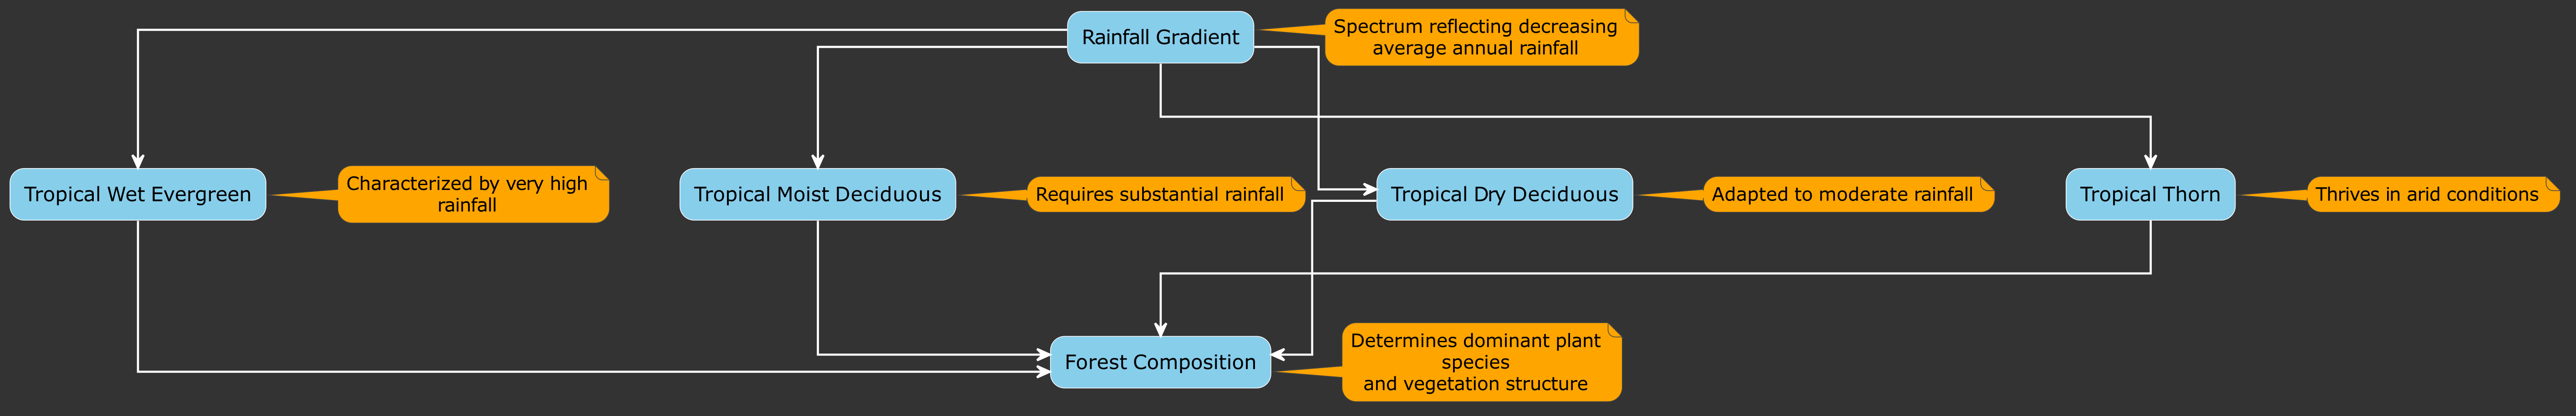 Rainfall Gradient
Spectrum reflecting decreasing
average annual rainfall
Tropical Wet Evergreen
Characterized by very high
rainfall
Tropical Moist Deciduous
Requires substantial rainfall
Tropical Dry Deciduous
Adapted to moderate rainfall
Tropical Thorn
Thrives in arid conditions
Forest Composition
Determines dominant plant
species
and vegetation structure